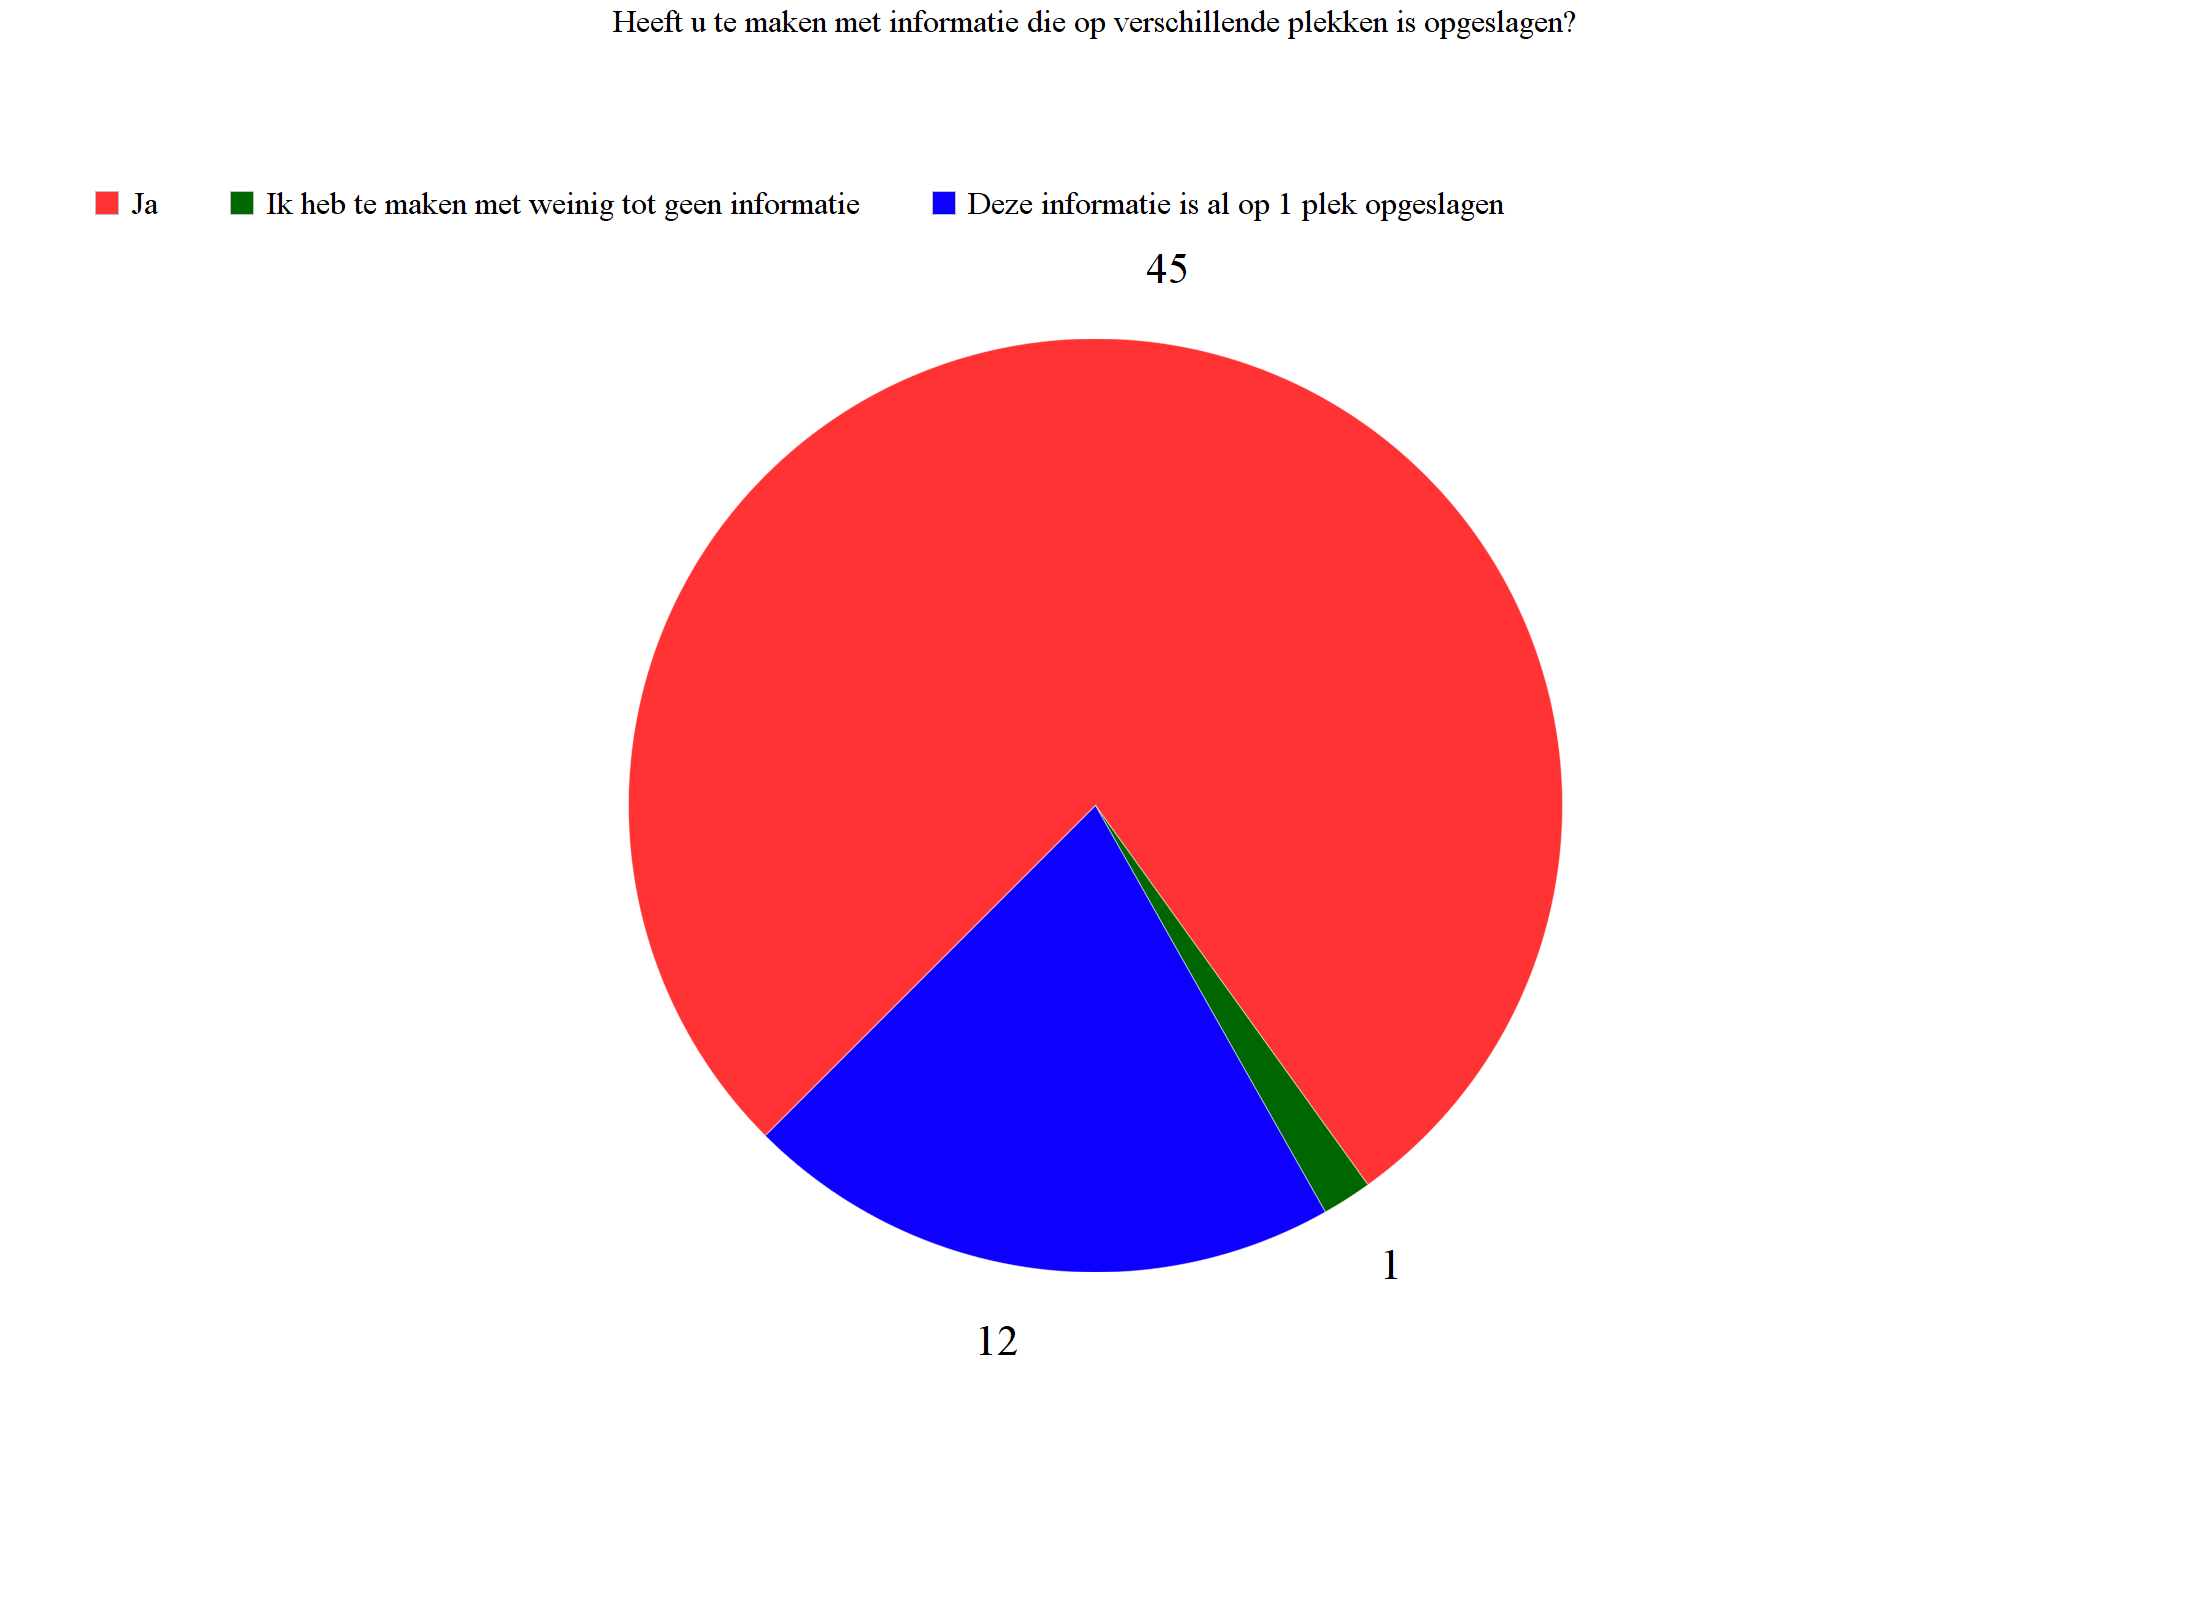 Heeft u te maken met informatie die op verschillende plekken is opgeslagen?
Ja Ik heb te maken met weinig tot geen informatie Deze informatie is al op 1 plek opgeslagen
45
1
12